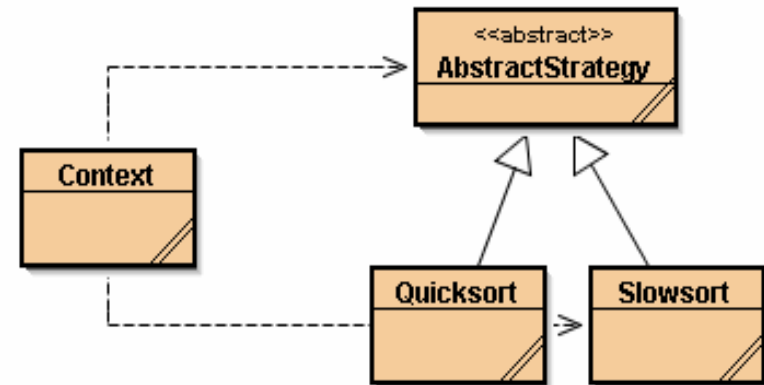 <<abstract>>
AbstractStrategy
Context
Quicksort
Slowsort